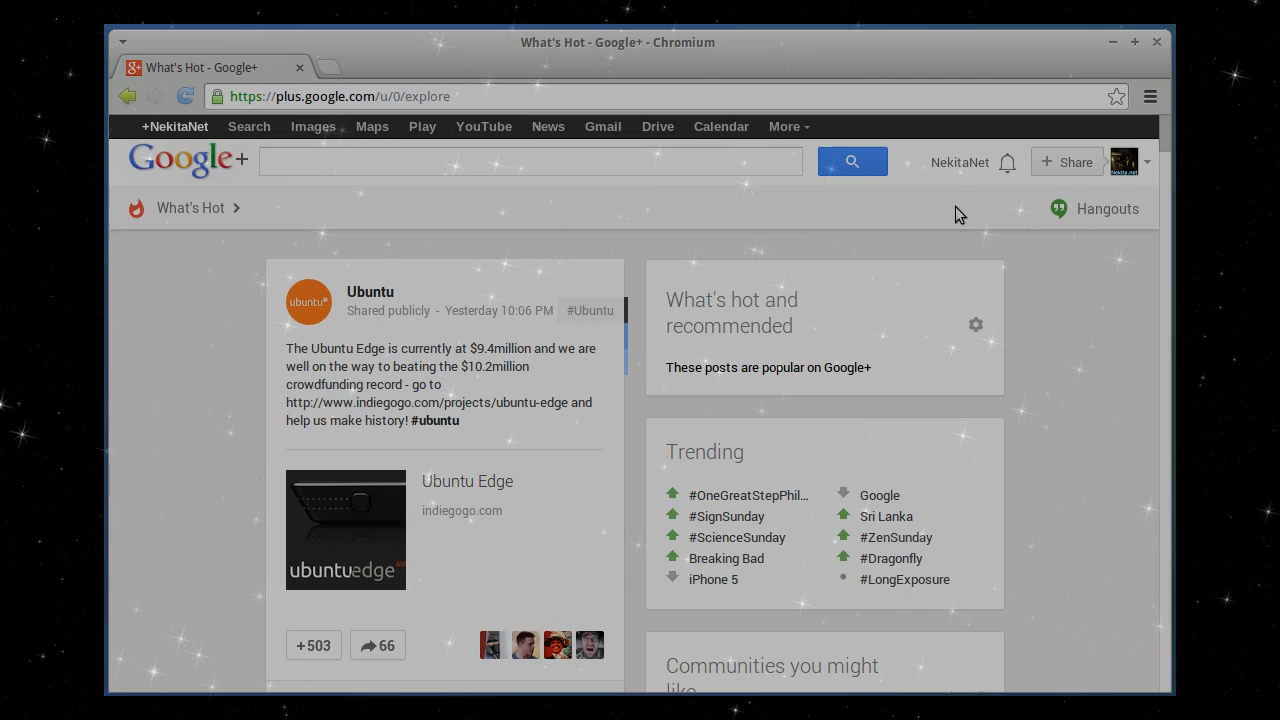 What's Hot - Google+ - Chromium
What's Hot - Google+
https://plus.google.com/u/0/explore
+NekitaNet Search Images Maps Play YouTube News Gmail Drive Calendar More
Google+
NekitaNet
+ Share
Nekita.net
What's Hot
Hangouts
ubuntu
Ubuntu
Shared publicly - Yesterday 10:06 PM
#Ubuntu
The Ubuntu Edge is currently at $9.4million and we are
well on the way to beating the $10.2million
crowdfunding record - go to
http://www.indiegogo.com/projects/ubuntu-edge and
help us make history! #ubuntu
Ubuntu Edge
indiegogo.com
ubuntuedge
+503
66
What's hot and
recommended
These posts are popular on Google+
Trending
#OneGreatStepPhil...
#SignSunday
#ScienceSunday
Breaking Bad
iPhone 5
Google
Sri Lanka
#ZenSunday
#Dragonfly
#LongExposure
Communities you might
like